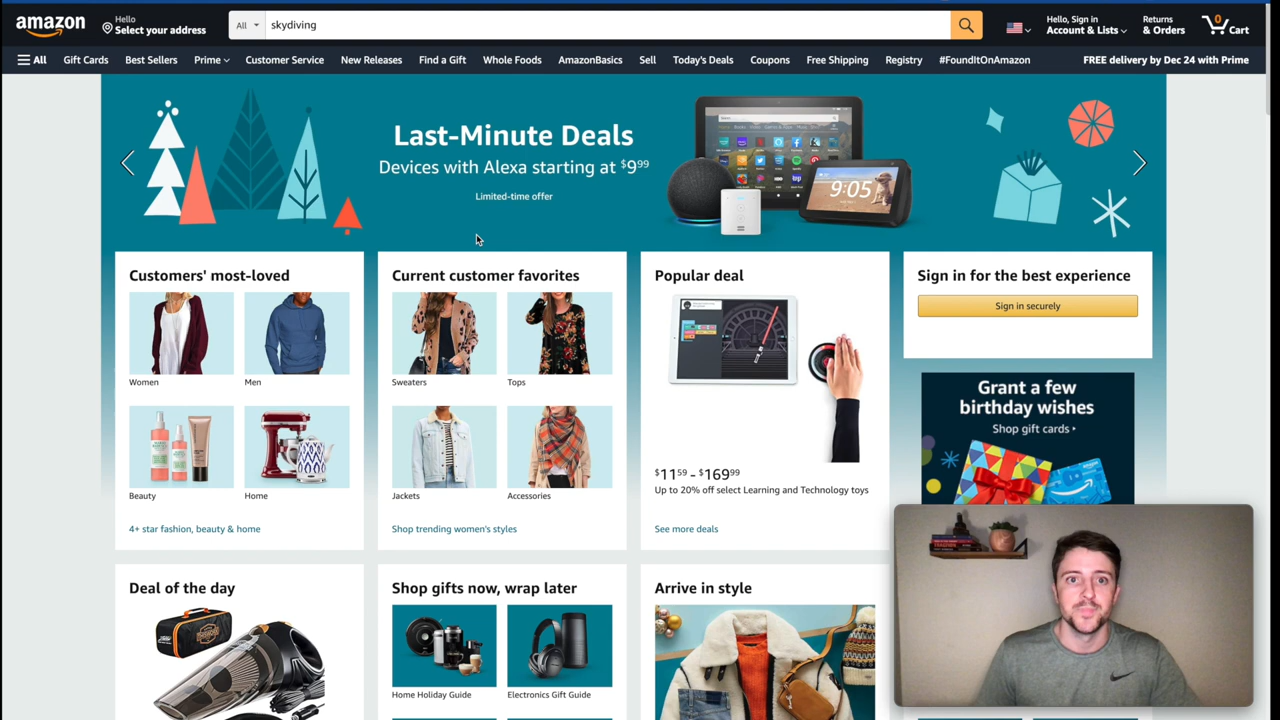 amazon
Hello
Select your address
All
skydiving
Hello, Sign in
Account & Lists
Returns
& Orders
0
Cart
All
Gift Cards
Best Sellers
Prime
Customer Service
New Releases
Find a Gift
Whole Foods
AmazonBasics
Sell
Today's Deals
Coupons
Free Shipping
Registry
#FoundItOnAmazon
FREE delivery by Dec 24 with Prime
Last-Minute Deals
Devices with Alexa starting at $9⁹⁹
Limited-time offer
9:05
Customers' most-loved
Women
Men
Beauty
Home
4+ star fashion, beauty & home
Current customer favorites
Sweaters
Tops
Jackets
Accessories
Shop trending women's styles
Popular deal
$11⁵⁹ - $169⁹⁹
Up to 20% off select Learning and Technology toys
See more deals
Sign in for the best experience
Sign in securely
Grant a few
birthday wishes
Shop gift cards
Deal of the day
Shop gifts now, wrap later
Home Holiday Guide
Electronics Gift Guide
Arrive in style